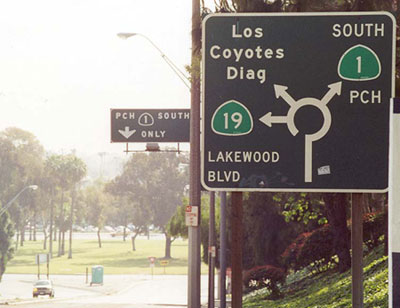 SOUTH
Los
Coyotes
Diag
1
PCH
19
LAKEWOOD
BLVD
PCH 1 SOUTH
ONLY